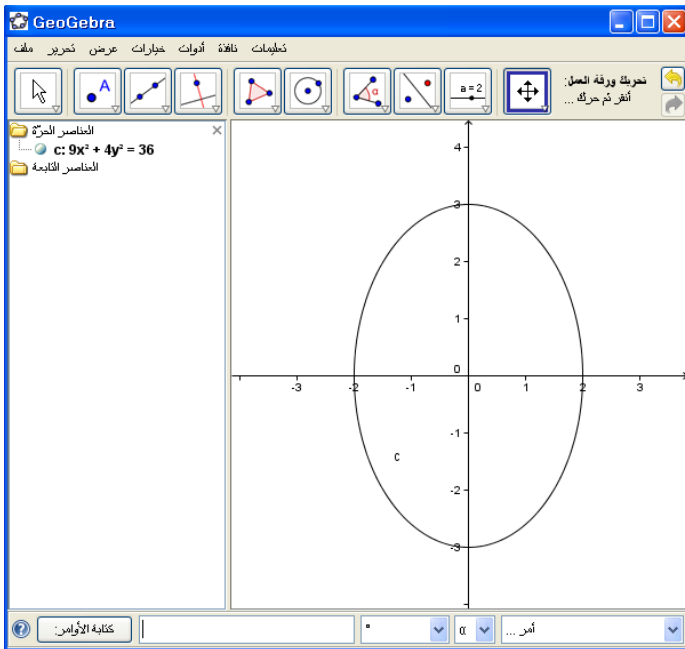 GeoGebra
ملف تحرير عرض خيارات أدوات نافذة تعليمات
A
α
a = 2
تحريك ورقة العمل:
أنقر ثم حرك ...
العناصر الحرّة
c: 9x² + 4y² = 36
العناصر التابعة
4
3
2
1
0
-3 -2 -1 0 1 2 3
-1
c
-2
-3
كتابة الأوامر:
°
α
أمر ...